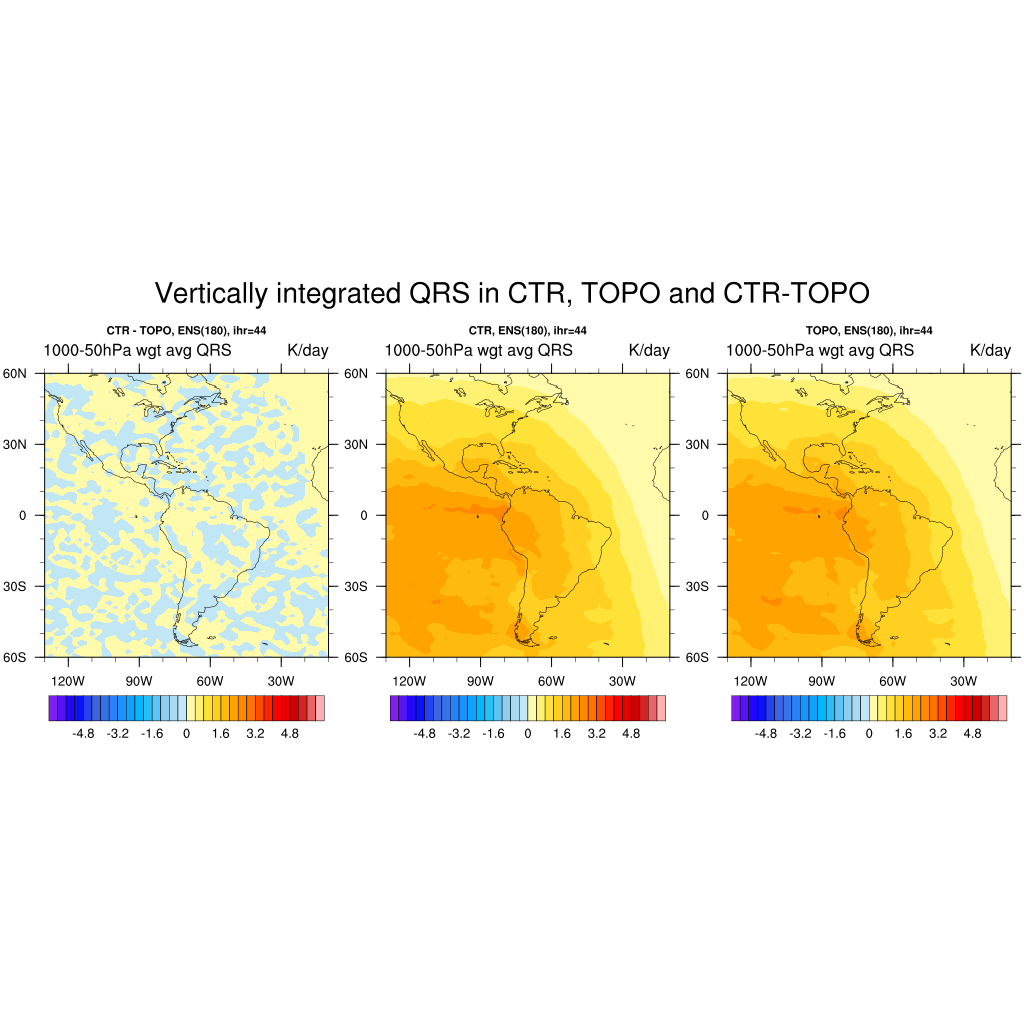 Vertically integrated QRS in CTR, TOPO and CTR-TOPO
CTR - TOPO, ENS(180), ihr=44
1000-50hPa wgt avg QRS K/day
60N
30N
0
30S
60S
120W 90W 60W 30W
-4.8 -3.2 -1.6 0 1.6 3.2 4.8
CTR, ENS(180), ihr=44
1000-50hPa wgt avg QRS K/day
60N
30N
0
30S
60S
120W 90W 60W 30W
-4.8 -3.2 -1.6 0 1.6 3.2 4.8
TOPO, ENS(180), ihr=44
1000-50hPa wgt avg QRS K/day
60N
30N
0
30S
60S
120W 90W 60W 30W
-4.8 -3.2 -1.6 0 1.6 3.2 4.8